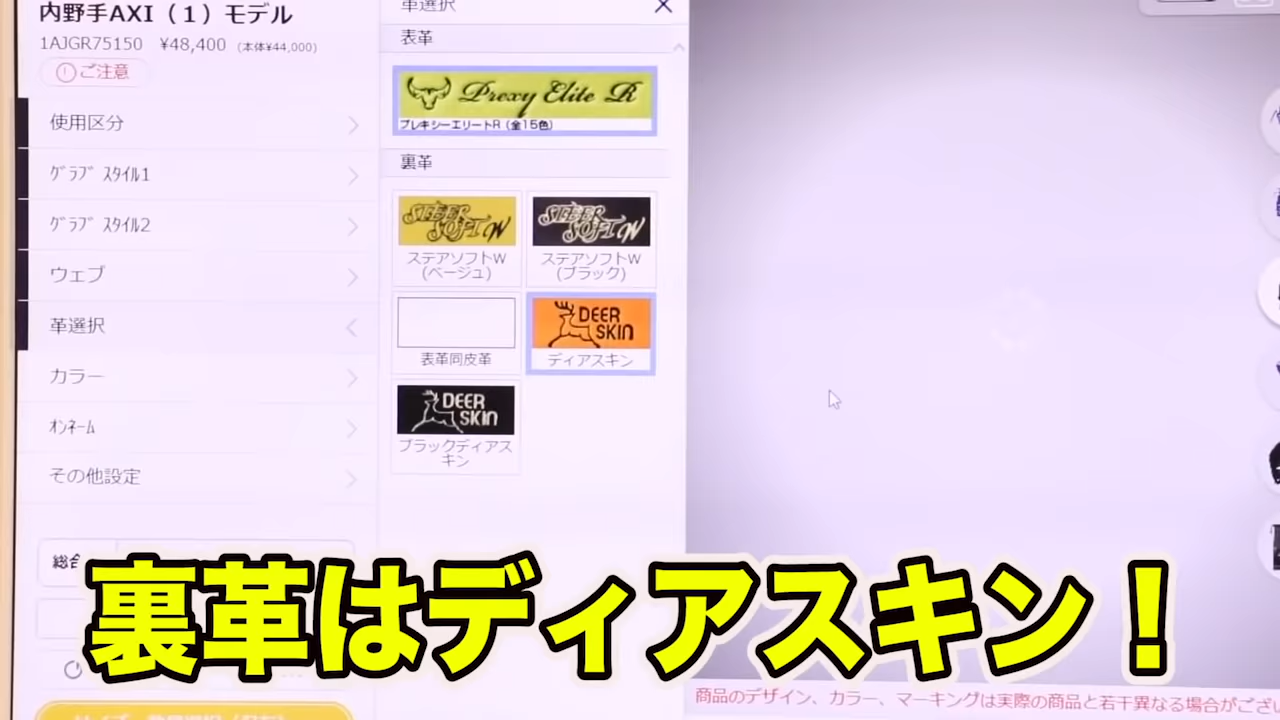 内野手AXI（1）モデル
1AJGR75150 ¥48,400（本体¥44,000）
ご注意
使用区分
ｸﾞﾗﾌﾞ ｽﾀｲﾙ1
ｸﾞﾗﾌﾞ ｽﾀｲﾙ2
ウェブ
革選択
カラー
ｵﾝﾈｰﾑ
その他設定
総合
革選択
表革
Prexy Elite R
プレキシーエリートR（全15色）
裏革
STEER SOFT W
ステアソフトW
(ベージュ)
STEER SOFT W
ステアソフトW
(ブラック)
表革同皮革
DEER
SKIN
ディアスキン
DEER
SKIN
ブラックディアス
キン
裏革はディアスキン！
商品のデザイン、カラー、マーキングは実際の商品と若干異なる場合がござい